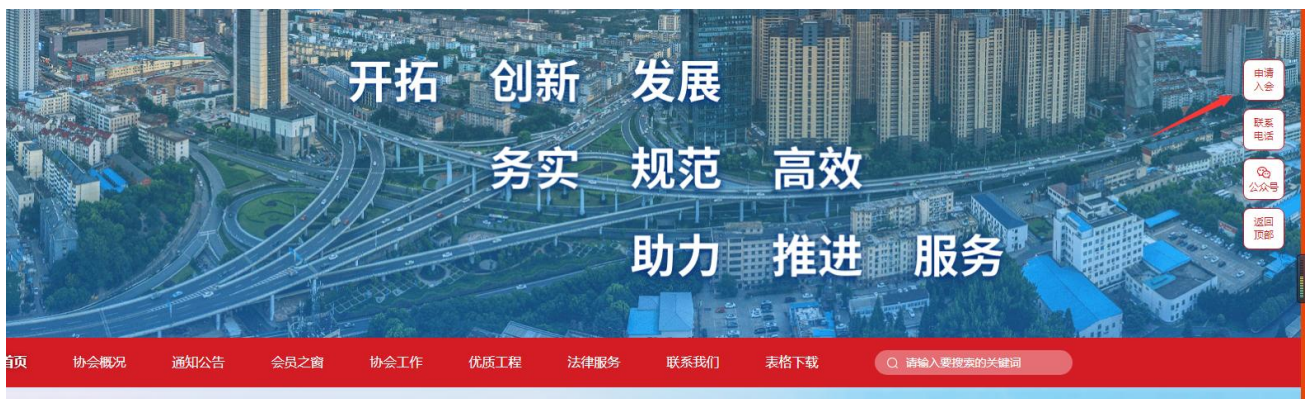 开拓 创新 发展
务实 规范 高效
助力 推进 服务
申请
入会
联系
电话
公众号
返回
顶部
首页 协会概况 通知公告 会员之窗 协会工作 优质工程 法律服务 联系我们 表格下载 请输入要搜索的关键词